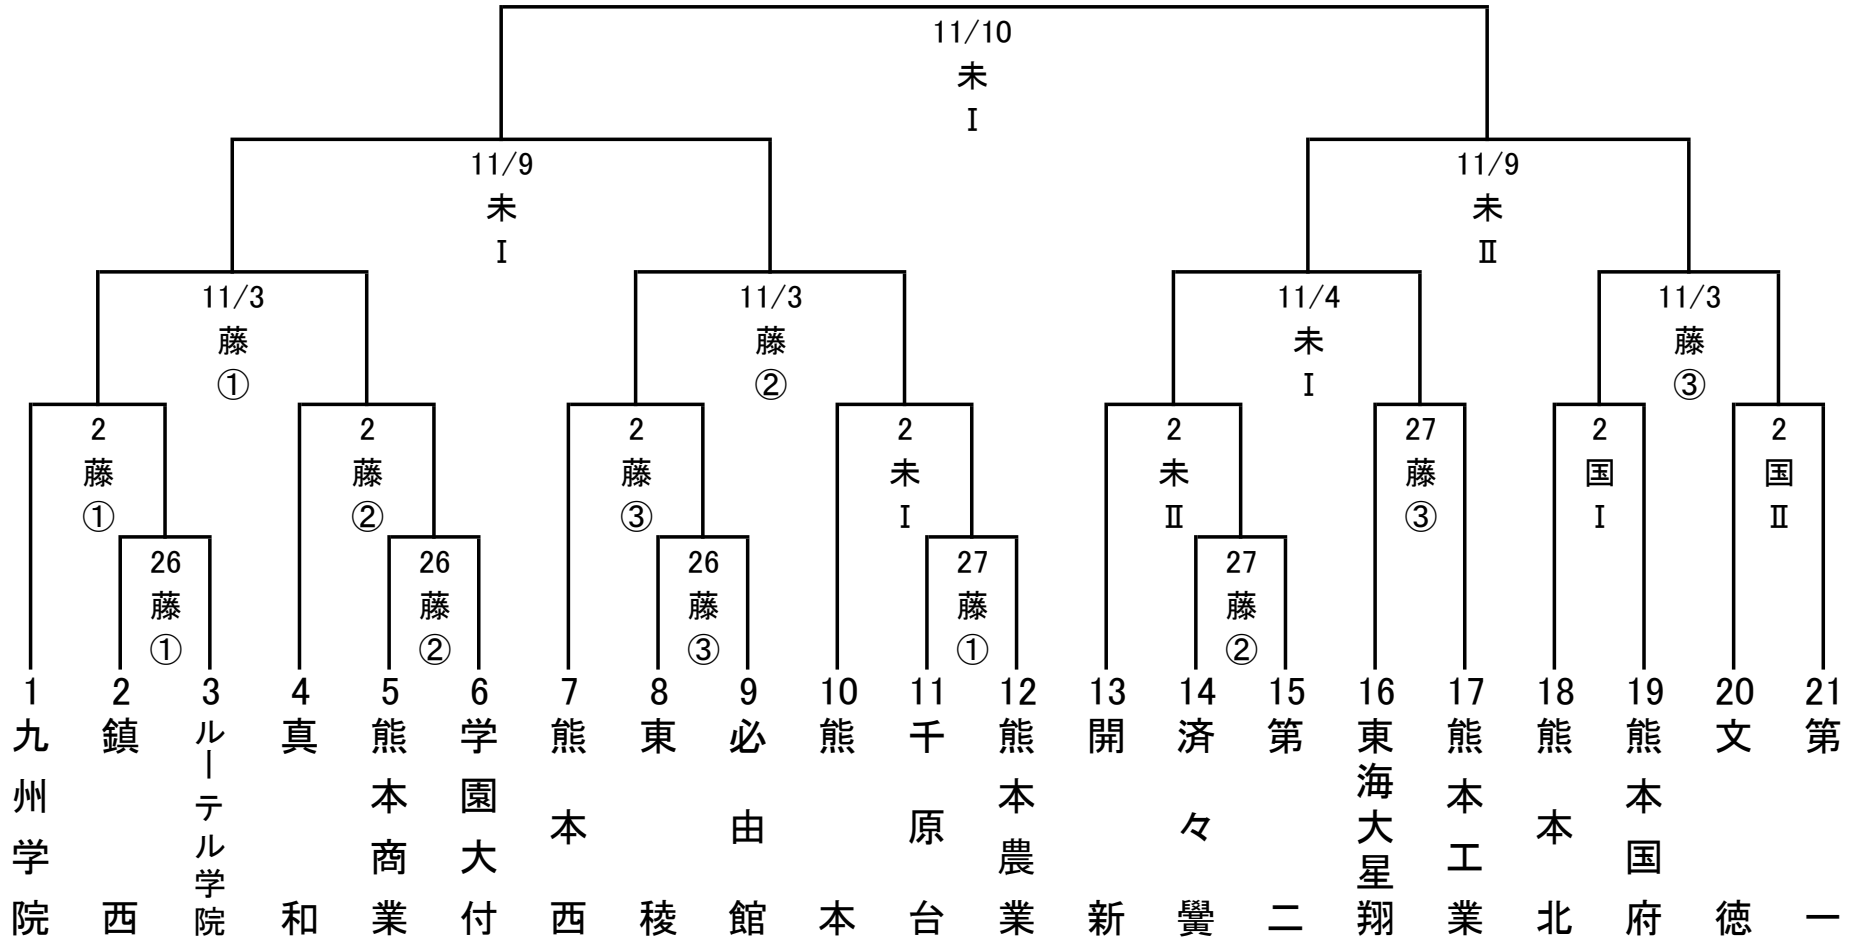 11/10
未
Ⅰ
11/9
未
Ⅰ
11/9
未
Ⅱ
11/3
藤
①
11/3
藤
②
11/4
未
Ⅰ
11/3
藤
③
2
藤
①
2
藤
②
2
藤
③
2
未
Ⅰ
2
未
Ⅱ
27
藤
③
2
国
Ⅰ
2
国
Ⅱ
26
藤
①
26
藤
②
26
藤
③
27
藤
①
27
藤
②
1
九州学院
2
鎮西
3
ルーテル学院
4
真和
5
熊本商業
6
学園大付
7
熊本西
8
東稜
9
必由館
10
熊本
11
千原台
12
熊本農業
13
開新
14
済々黌
15
第二
16
東海大星翔
17
熊本工業
18
熊本北
19
熊本国府
20
文徳
21
第一